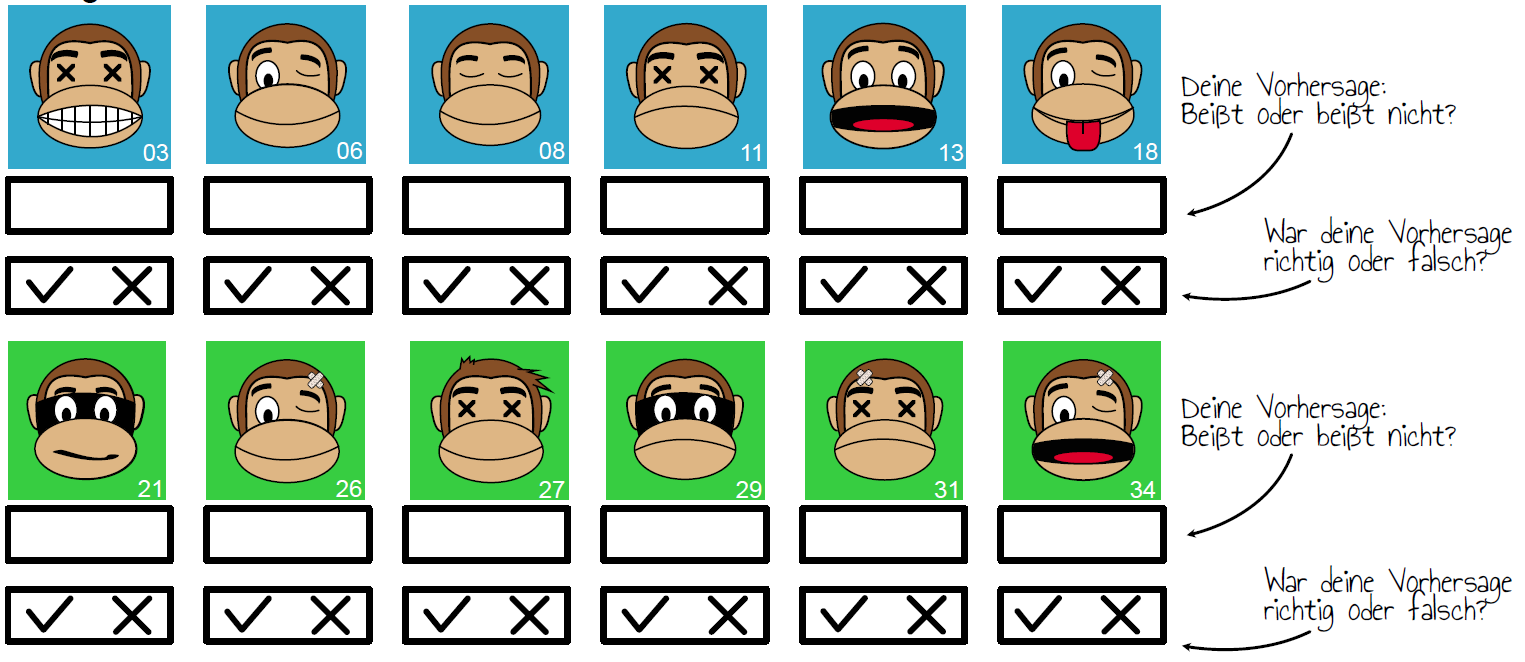 03
06
08
11
13
18
Deine Vorhersage:
Beißt oder beißt nicht?
War deine Vorhersage
richtig oder falsch?
21
26
27
29
31
34
Deine Vorhersage:
Beißt oder beißt nicht?
War deine Vorhersage
richtig oder falsch?